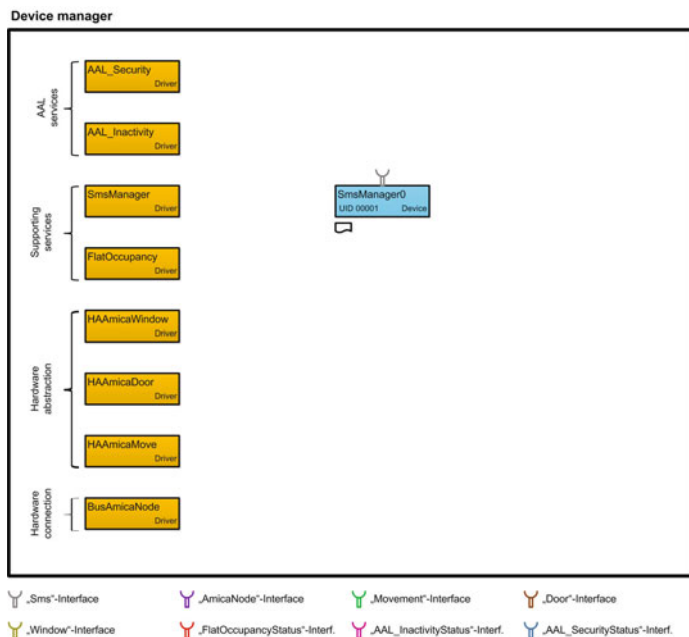 Device manager
AAL
services
AAL_Security
Driver
AAL_Inactivity
Driver
Supporting
services
SmsManager
Driver
FlatOccupancy
Driver
SmsManager0
UID 00001 Device
Hardware
abstraction
HAAmicaWindow
Driver
HAAmicaDoor
Driver
HAAmicaMove
Driver
Hardware
connection
BusAmicaNode
Driver
„Sms“-Interface „AmicaNode“-Interface „Movement“-Interface „Door“-Interface
„Window“-Interface „FlatOccupancyStatus“-Interf. „AAL_InactivityStatus“-Interf. „AAL_SecurityStatus“-Interf.